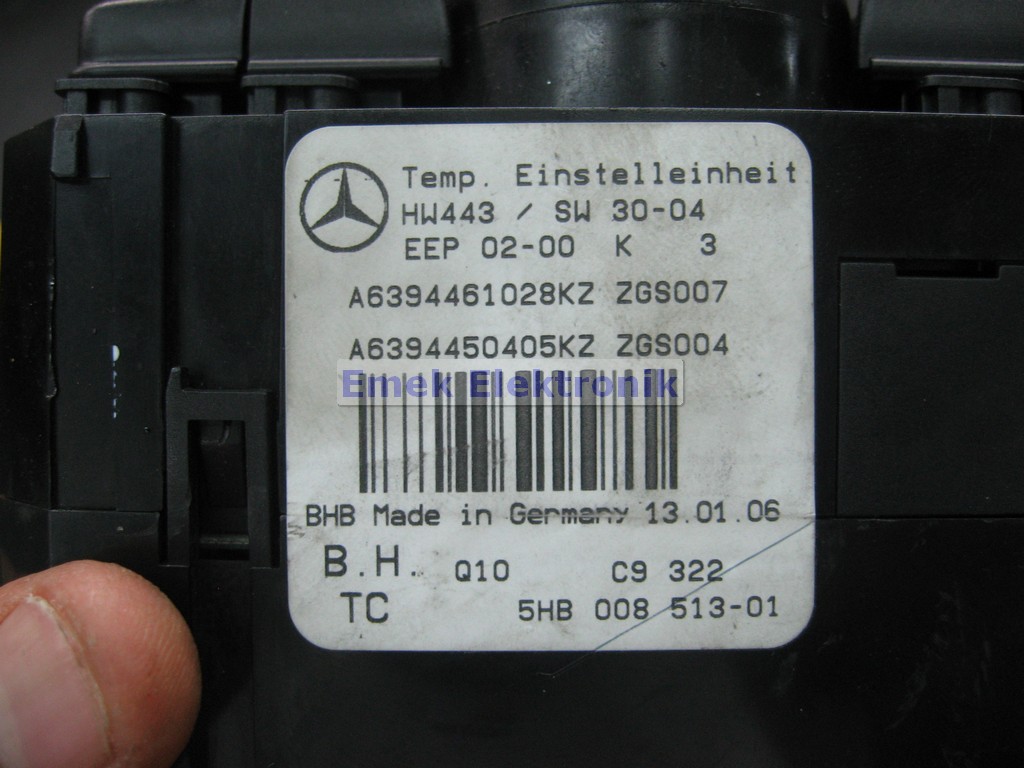 Temp. Einstelleinheit
HW443 / SW 30-04
EEP 02-00 K 3
A6394461028KZ ZGS007
A6394450405KZ ZGS004
Emek Elektronik
BHB Made in Germany 13.01.06
B.H. Q10 C9 322
TC 5HB 008 513-01